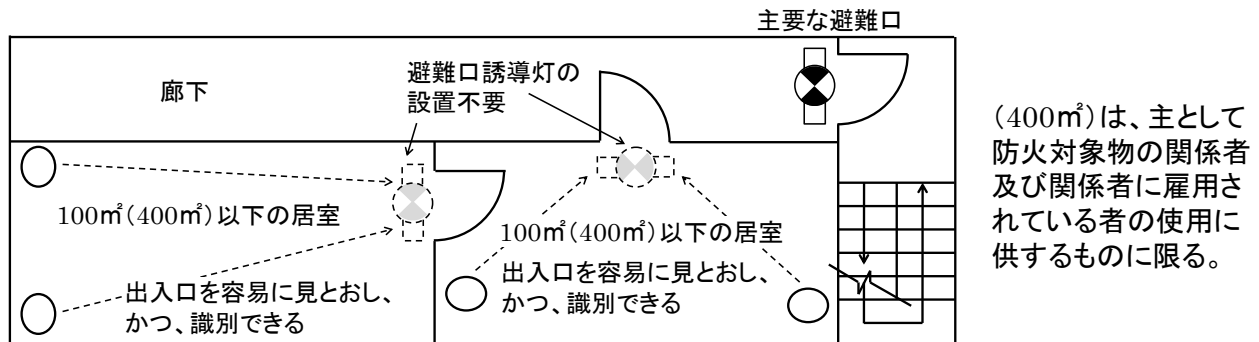 主要な避難口
避難口誘導灯の
設置不要
廊下
100㎡(400㎡)以下の居室
出入口を容易に見とおし、
かつ、識別できる
100㎡(400㎡)以下の居室
出入口を容易に見とおし、
かつ、識別できる
(400㎡)は、主として
防火対象物の関係者
及び関係者に雇用さ
れている者の使用に
供するものに限る。